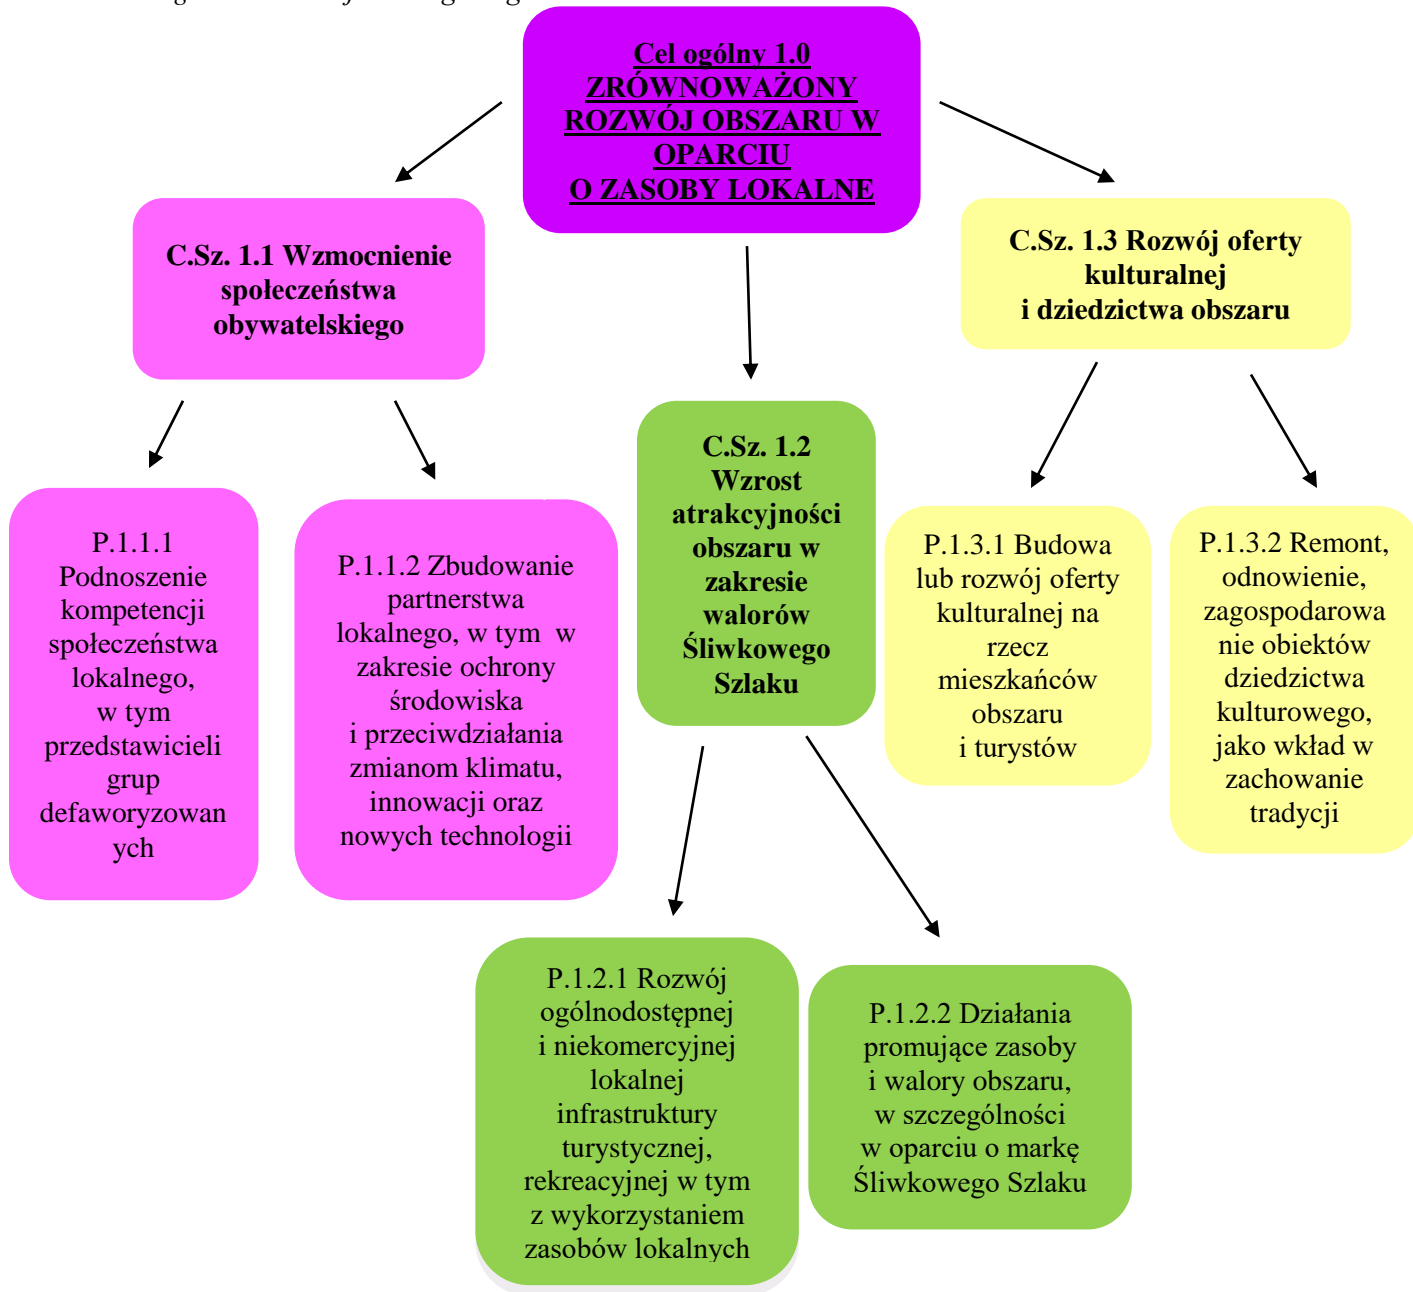 Cel ogólny 1.0
ZRÓWNOWAŻONY
ROZWÓJ OBSZARU W
OPARCIU
O ZASOBY LOKALNE
C.Sz. 1.1 Wzmocnienie
społeczeństwa
obywatelskiego
C.Sz. 1.3 Rozwój oferty
kulturalnej
i dziedzictwa obszaru
C.Sz. 1.2
Wzrost
atrakcyjności
obszaru w
zakresie
walorów
Śliwkowego
Szlaku
P.1.1.1
Podnoszenie
kompetencji
społeczeństwa
lokalnego,
w tym
przedstawicieli
grup
defaworyzowan
ych
P.1.1.2 Zbudowanie
partnerstwa
lokalnego, w tym w
zakresie ochrony
środowiska
i przeciwdziałania
zmianom klimatu,
innowacji oraz
nowych technologii
P.1.3.1 Budowa
lub rozwój oferty
kulturalnej na
rzecz
mieszkańców
obszaru
i turystów
P.1.3.2 Remont,
odnowienie,
zagospodarowa
nie obiektów
dziedzictwa
kulturowego,
jako wkład w
zachowanie
tradycji
P.1.2.1 Rozwój
ogólnodostępnej
i niekomercyjnej
lokalnej
infrastruktury
turystycznej,
rekreacyjnej w tym
z wykorzystaniem
zasobów lokalnych
P.1.2.2 Działania
promujące zasoby
i walory obszaru,
w szczególności
w oparciu o markę
Śliwkowego Szlaku